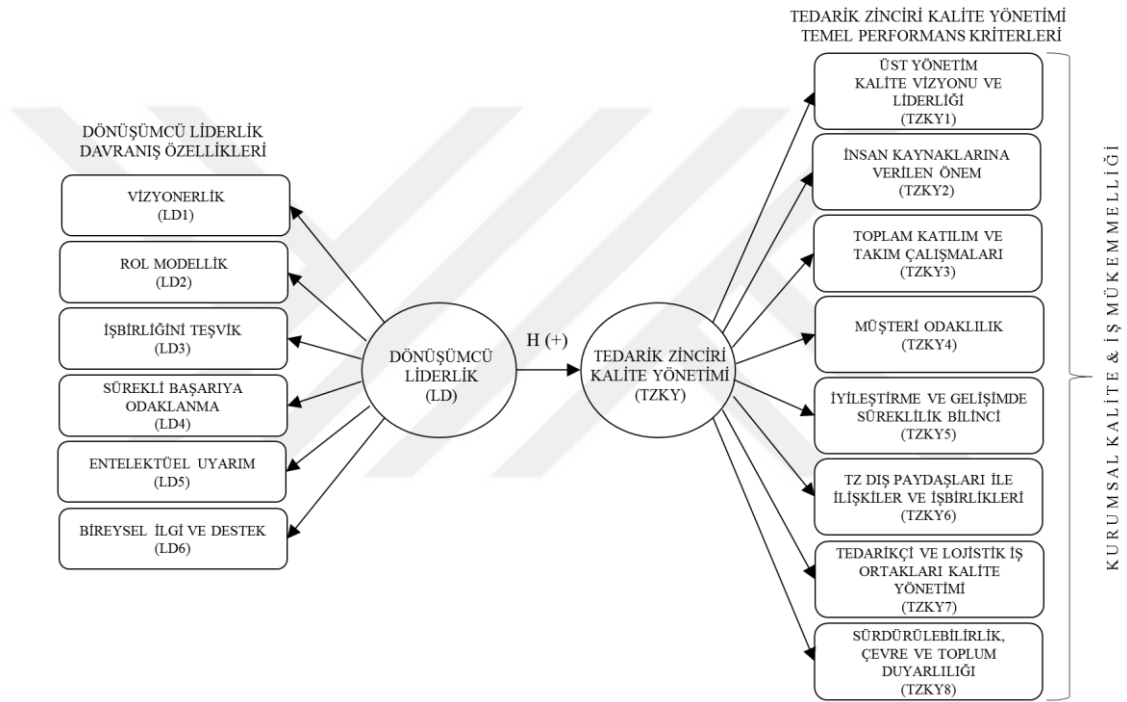 DÖNÜŞÜMCÜ LİDERLİK
DAVRANIŞ ÖZELLİKLERİ
VİZYONERLİK
(LD1)
ROL MODELLİK
(LD2)
İŞBİRLİĞİNİ TEŞVİK
(LD3)
SÜREKLİ BAŞARIYA
ODAKLANMA
(LD4)
ENTELEKTÜEL UYARIM
(LD5)
BİREYSEL İLGİ VE DESTEK
(LD6)
DÖNÜŞÜMCÜ
LİDERLİK
(LD)
H (+)
TEDARİK ZİNCİRİ
KALİTE YÖNETİMİ
(TZKY)
TEDARİK ZİNCİRİ KALİTE YÖNETİMİ
TEMEL PERFORMANS KRİTERLERİ
ÜST YÖNETİM
KALİTE VİZYONU VE
LİDERLİĞİ
(TZKY1)
İNSAN KAYNAKLARINA
VERİLEN ÖNEM
(TZKY2)
TOPLAM KATILIM VE
TAKIM ÇALIŞMALARI
(TZKY3)
MÜŞTERİ ODAKLILIK
(TZKY4)
İYİLEŞTİRME VE GELİŞİMDE
SÜREKLİLİK BİLİNCİ
(TZKY5)
TZ DIŞ PAYDAŞLARI İLE
İLİŞKİLER VE İŞBİRLİKLERİ
(TZKY6)
TEDARİKÇİ VE LOJİSTİK İŞ
ORTAKLARI KALİTE
YÖNETİMİ
(TZKY7)
SÜRDÜRÜLEBİLİRLİK,
ÇEVRE VE TOPLUM
DUYARLILIĞI
(TZKY8)
KURUMSAL KALİTE & İŞ MÜKEMMELLİĞİ